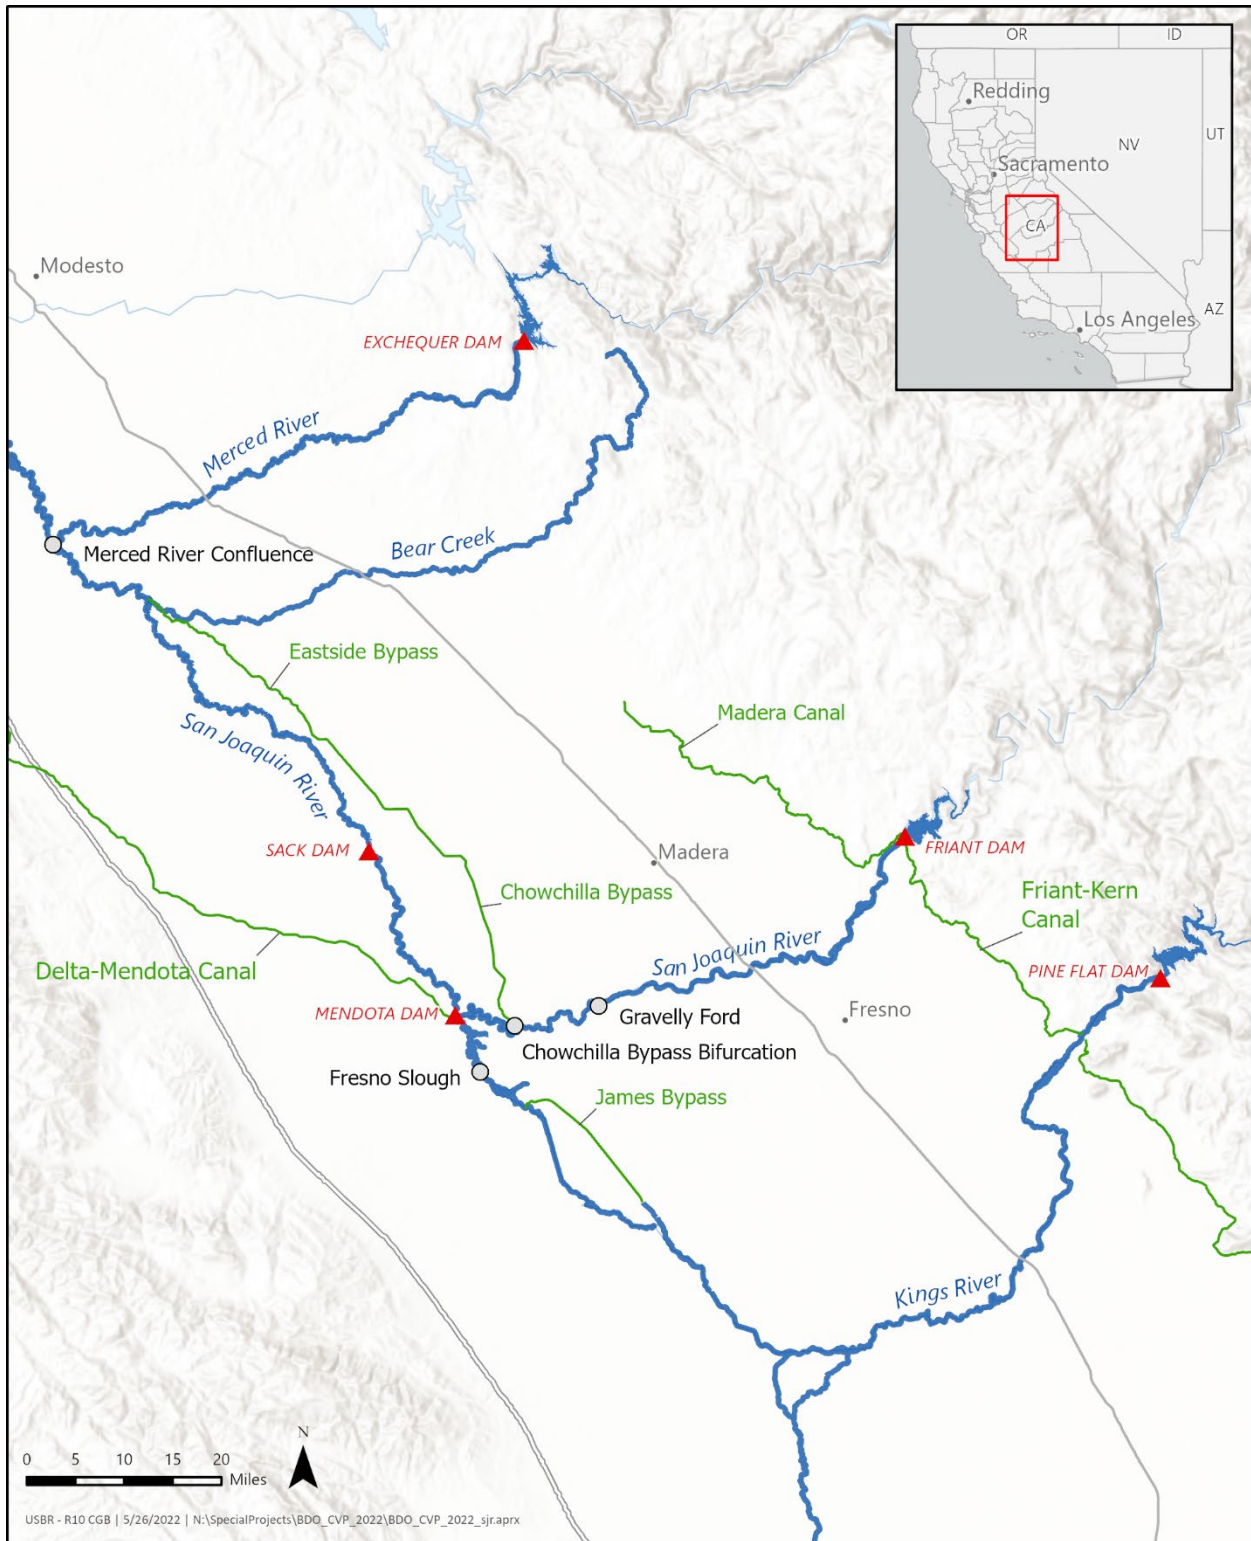 OR
ID
Redding
NV
UT
Sacramento
CA
AZ
Los Angeles
Modesto
EXCHEQUER DAM
Merced River
Merced River Confluence
Bear Creek
Eastside Bypass
San Joaquin River
Madera Canal
SACK DAM
Madera
FRIANT DAM
Chowchilla Bypass
Friant-Kern
Canal
San Joaquin River
Delta-Mendota Canal
PINE FLAT DAM
MENDOTA DAM
Gravelly Ford
Fresno
Chowchilla Bypass Bifurcation
Fresno Slough
James Bypass
Kings River
N
0 5 10 15 20
Miles
USBR - R10 CGB | 5/26/2022 | N:\SpecialProjects\BDO_CVP_2022\BDO_CVP_2022_sjr.aprx